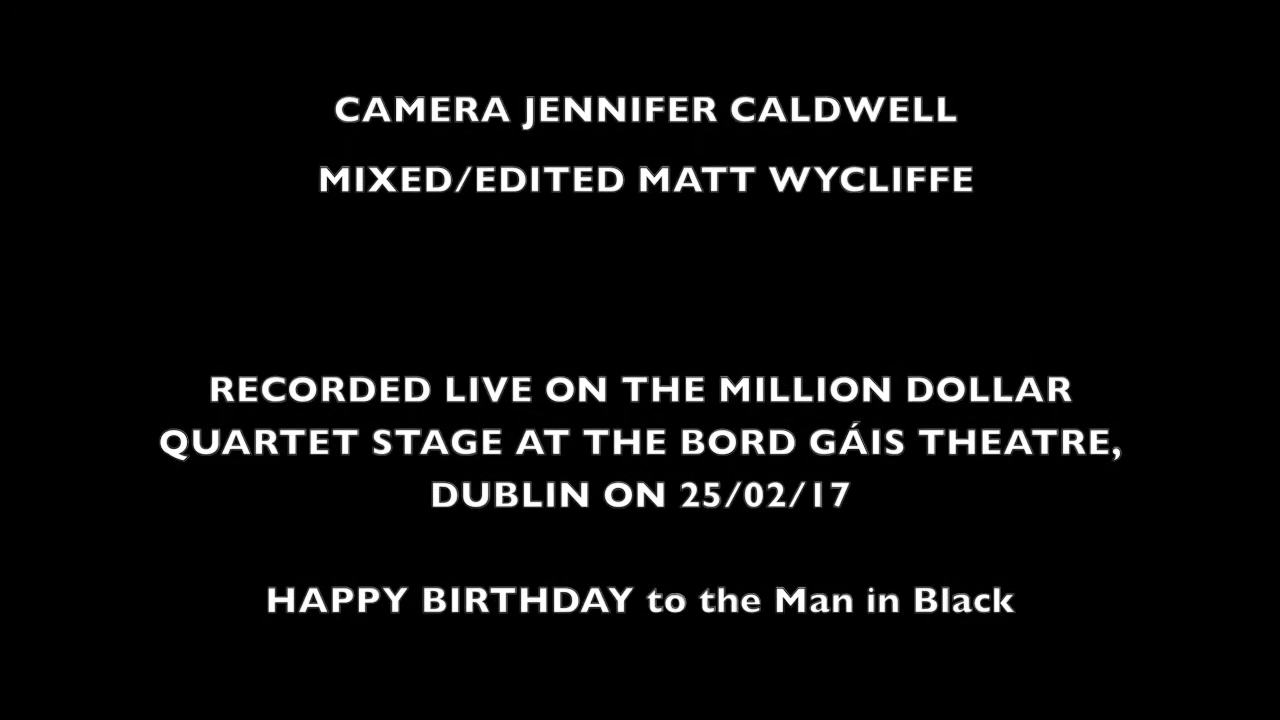 CAMERA JENNIFER CALDWELL
MIXED/EDITED MATT WYCLIFFE
RECORDED LIVE ON THE MILLION DOLLAR
QUARTET STAGE AT THE BORD GÁIS THEATRE,
DUBLIN ON 25/02/17
HAPPY BIRTHDAY to the Man in Black